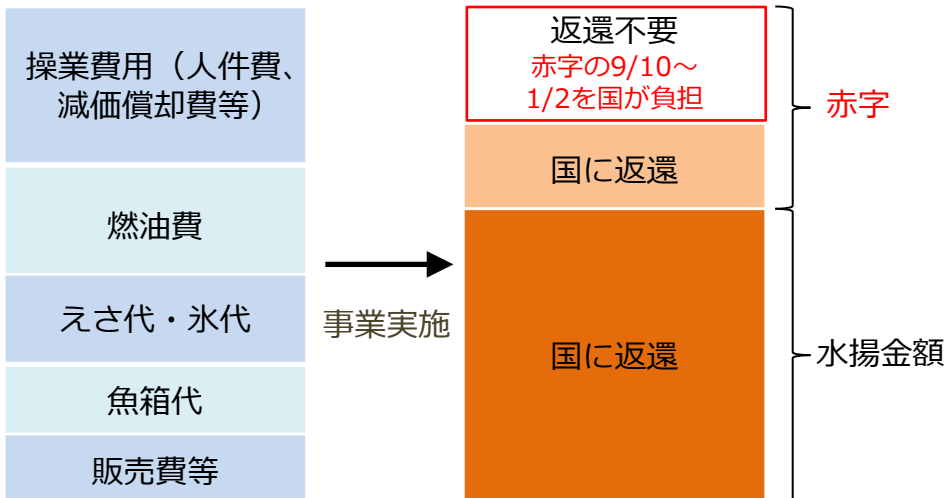 操業費用（人件費、
減価償却費等）
燃油費
えさ代・氷代
魚箱代
販売費等
事業実施
返還不要
赤字の9/10～
1/2を国が負担
国に返還
国に返還
赤字
水揚金額